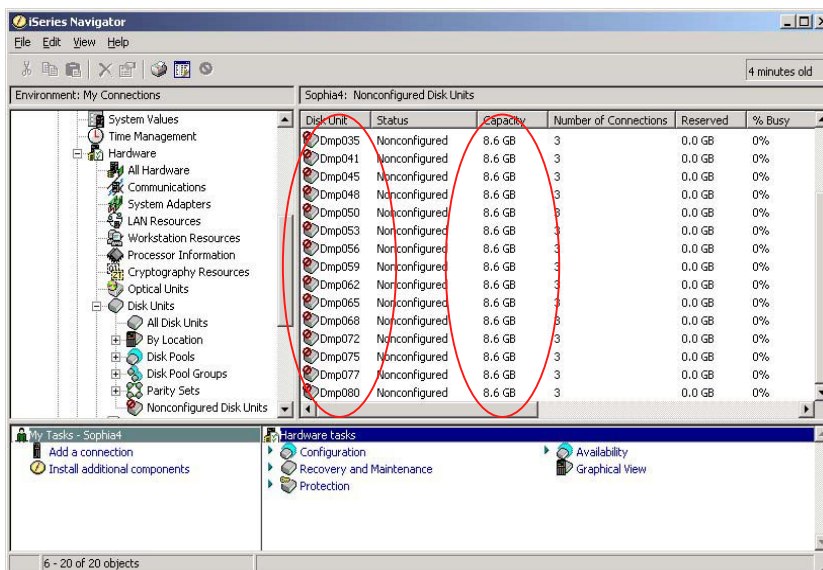 iSeries Navigator
File Edit View Help
4 minutes old
Environment: My Connections
Sophia4: Nonconfigured Disk Units
System Values
Time Management
Hardware
All Hardware
Communications
System Adapters
LAN Resources
Workstation Resources
Processor Information
Cryptography Resources
Optical Units
Disk Units
All Disk Units
By Location
Disk Pools
Disk Pool Groups
Parity Sets
Nonconfigured Disk Units
Disk Unit Status Capacity Number of Connections Reserved % Busy
Dmp035 Nonconfigured 8.6 GB 3 0.0 GB 0%
Dmp041 Nonconfigured 8.6 GB 3 0.0 GB 0%
Dmp045 Nonconfigured 8.6 GB 3 0.0 GB 0%
Dmp048 Nonconfigured 8.6 GB 3 0.0 GB 0%
Dmp050 Nonconfigured 8.6 GB 3 0.0 GB 0%
Dmp053 Nonconfigured 8.6 GB 3 0.0 GB 0%
Dmp056 Nonconfigured 8.6 GB 3 0.0 GB 0%
Dmp059 Nonconfigured 8.6 GB 3 0.0 GB 0%
Dmp062 Nonconfigured 8.6 GB 3 0.0 GB 0%
Dmp065 Nonconfigured 8.6 GB 3 0.0 GB 0%
Dmp068 Nonconfigured 8.6 GB 3 0.0 GB 0%
Dmp072 Nonconfigured 8.6 GB 3 0.0 GB 0%
Dmp075 Nonconfigured 8.6 GB 3 0.0 GB 0%
Dmp077 Nonconfigured 8.6 GB 3 0.0 GB 0%
Dmp080 Nonconfigured 8.6 GB 3 0.0 GB 0%
My Tasks - Sophia4
Add a connection
Install additional components
Hardware tasks
Configuration
Recovery and Maintenance
Protection
Availability
Graphical View
6 - 20 of 20 objects